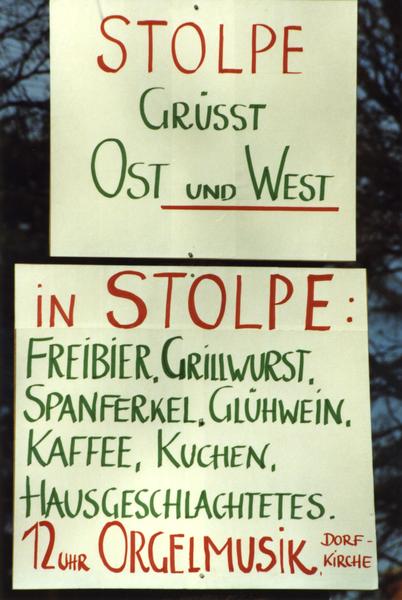 STOLPE
GRÜSST
OST UND WEST
IN STOLPE:
FREIBIER, GRILLWURST,
SPANFERKEL, GLÜHWEIN,
KAFFEE, KUCHEN,
HAUSGESCHLACHTETES.
12 UHR ORGELMUSIK, DORF-
KIRCHE